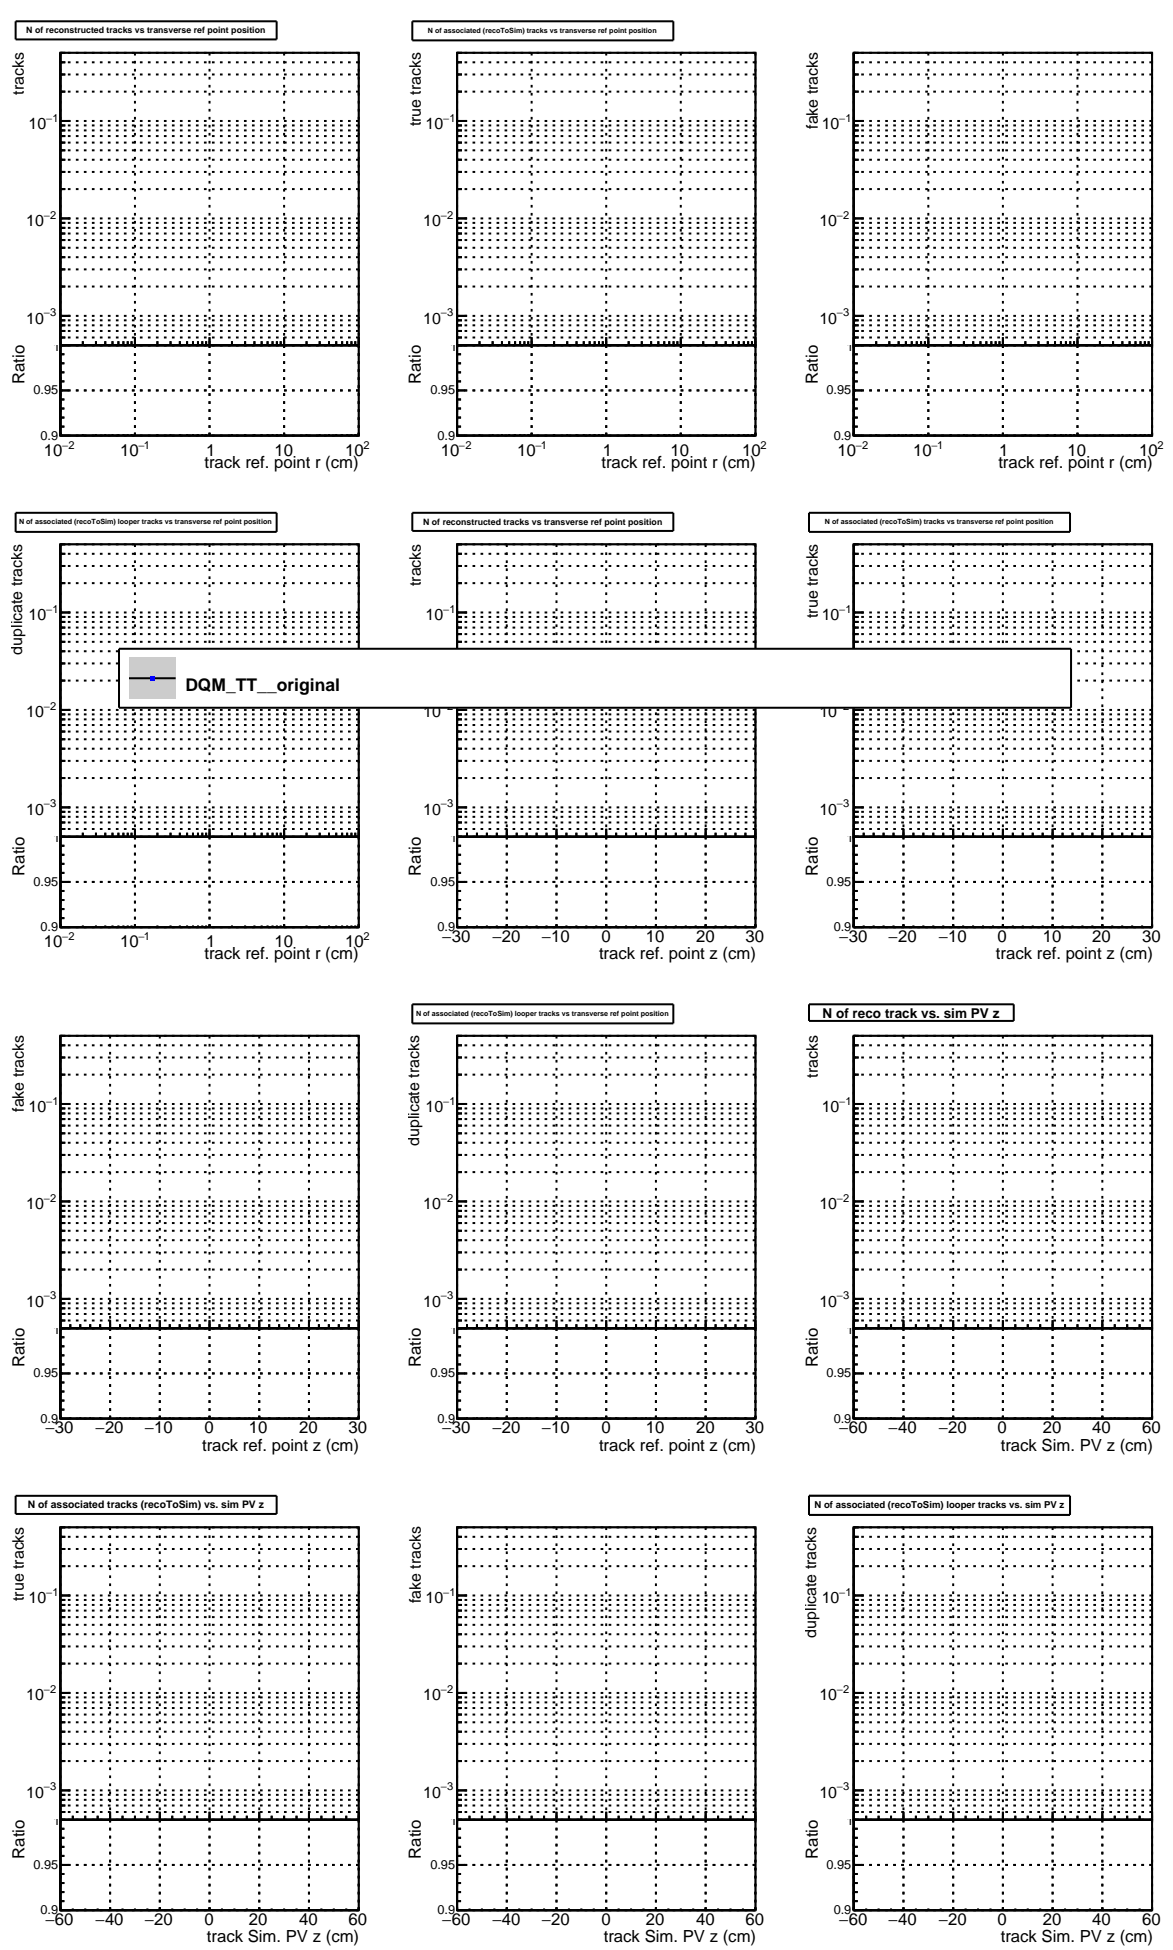 N of reconstructed tracks vs transverse ref point position
tracks
10⁻¹
10⁻²
10⁻³
Ratio
1
0.95
0.9
10⁻² 10⁻¹ 1 10 10²
track ref. point r (cm)
N of associated (recoToSim) tracks vs transverse ref point position
true tracks
10⁻¹
10⁻²
10⁻³
Ratio
1
0.95
0.9
10⁻² 10⁻¹ 1 10 10²
track ref. point r (cm)
fake tracks
10⁻¹
10⁻²
10⁻³
Ratio
1
0.95
0.9
10⁻² 10⁻¹ 1 10 10²
track ref. point r (cm)
N of associated (recoToSim) looper tracks vs transverse ref point position
duplicate tracks
10⁻¹
10⁻²
10⁻³
Ratio
1
0.95
0.9
10⁻² 10⁻¹ 1 10 10²
track ref. point r (cm)
N of reconstructed tracks vs transverse ref point position
tracks
10⁻¹
10⁻²
10⁻³
Ratio
1
0.95
0.9
−30 −20 −10 0 10 20 30
track ref. point z (cm)
N of associated (recoToSim) tracks vs transverse ref point position
true tracks
10⁻¹
10⁻²
10⁻³
Ratio
1
0.95
0.9
−30 −20 −10 0 10 20 30
track ref. point z (cm)
DQM_TT__original
fake tracks
10⁻¹
10⁻²
10⁻³
Ratio
1
0.95
0.9
−30 −20 −10 0 10 20 30
track ref. point z (cm)
N of associated (recoToSim) looper tracks vs transverse ref point position
duplicate tracks
10⁻¹
10⁻²
10⁻³
Ratio
1
0.95
0.9
−30 −20 −10 0 10 20 30
track ref. point z (cm)
N of reco track vs. sim PV z
tracks
10⁻¹
10⁻²
10⁻³
Ratio
1
0.95
0.9
−60 −40 −20 0 20 40 60
track Sim. PV z (cm)
N of associated tracks (recoToSim) vs. sim PV z
true tracks
10⁻¹
10⁻²
10⁻³
Ratio
1
0.95
0.9
−60 −40 −20 0 20 40 60
track Sim. PV z (cm)
fake tracks
10⁻¹
10⁻²
10⁻³
Ratio
1
0.95
0.9
−60 −40 −20 0 20 40 60
track Sim. PV z (cm)
N of associated (recoToSim) looper tracks vs. sim PV z
duplicate tracks
10⁻¹
10⁻²
10⁻³
Ratio
1
0.95
0.9
−60 −40 −20 0 20 40 60
track Sim. PV z (cm)